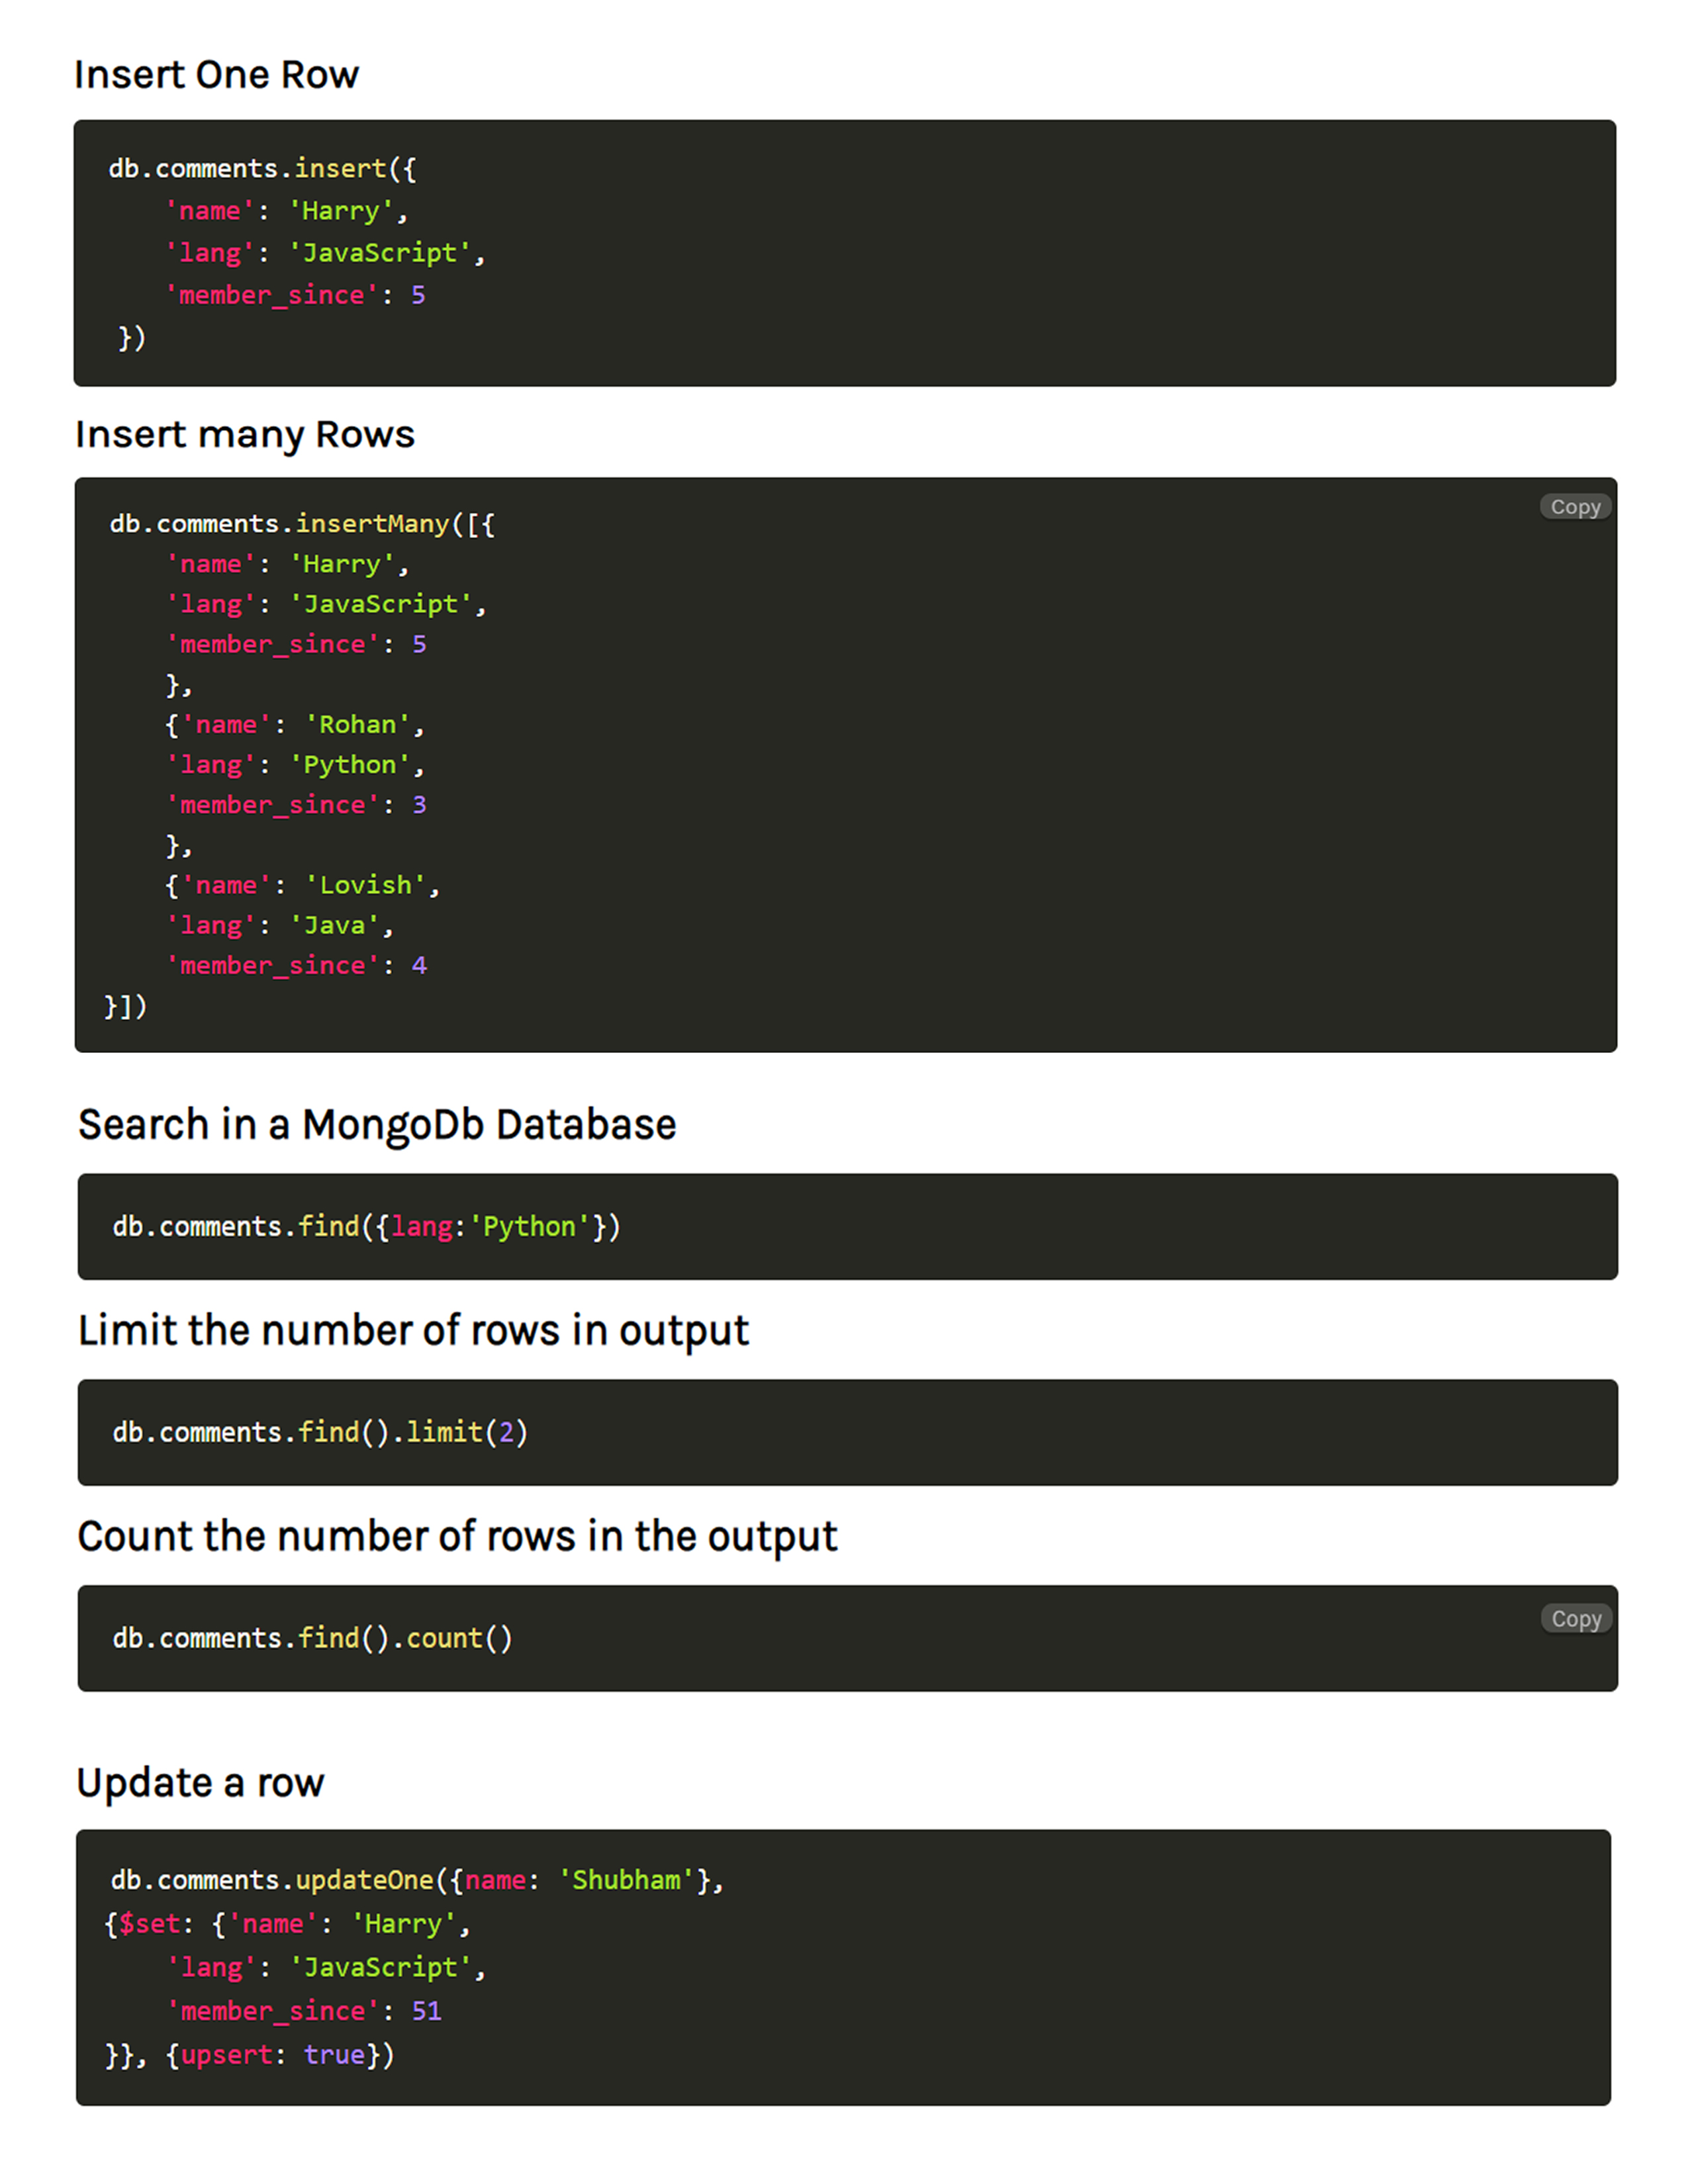 Insert One Row
db.comments.insert({
'name': 'Harry',
'lang': 'JavaScript',
'member_since': 5
})
Insert many Rows
Copy
db.comments.insertMany([{
'name': 'Harry',
'lang': 'JavaScript',
'member_since': 5
},
{'name': 'Rohan',
'lang': 'Python',
'member_since': 3
},
{'name': 'Lovish',
'lang': 'Java',
'member_since': 4
}])
Search in a MongoDb Database
db.comments.find({lang:'Python'})
Limit the number of rows in output
db.comments.find().limit(2)
Count the number of rows in the output
Copy
db.comments.find().count()
Update a row
db.comments.updateOne({name: 'Shubham'},
{$set: {'name': 'Harry',
'lang': 'JavaScript',
'member_since': 51
}}, {upsert: true})